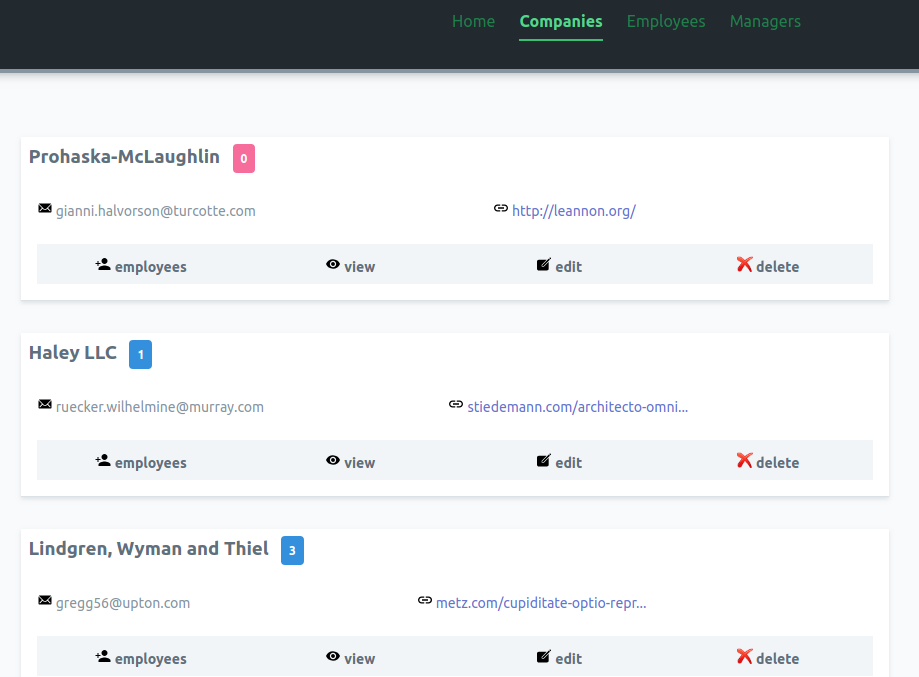 Home Companies Employees Managers
Prohaska-McLaughlin 0
gianni.halvorson@turcotte.com http://leannon.org/
employees view edit delete
Haley LLC 1
ruecker.wilhelmine@murray.com stiedemann.com/architecto-omni...
employees view edit delete
Lindgren, Wyman and Thiel 3
gregg56@upton.com metz.com/cupiditate-optio-repr...
employees view edit delete